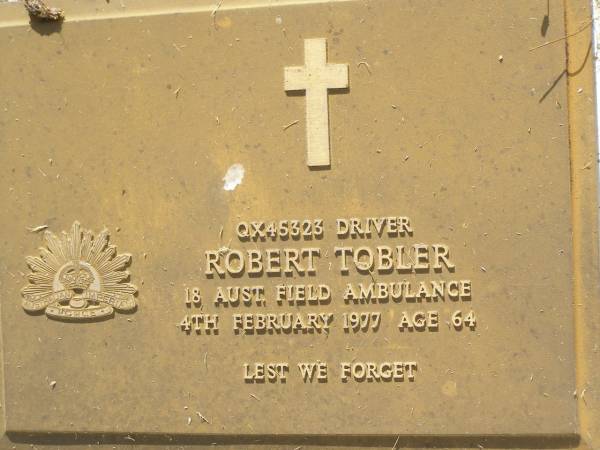 QX45323 DRIVER
ROBERT TOBLER
18 AUST. FIELD AMBULANCE
4TH FEBRUARY 1977 AGE 64
LEST WE FORGET